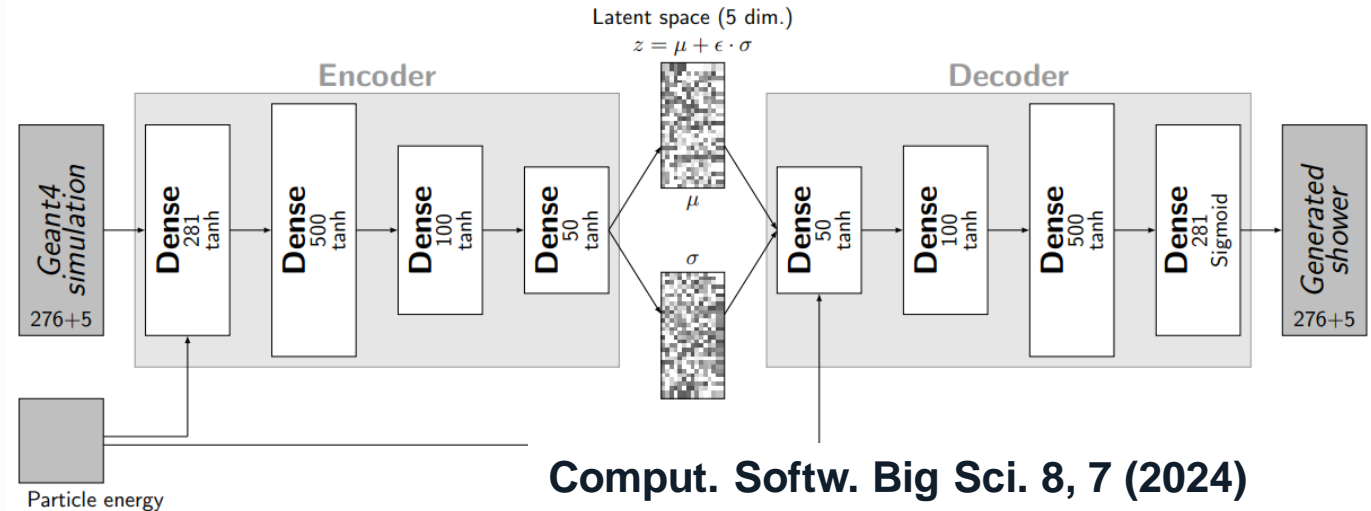 Latent space (5 dim.)
z = μ + ϵ · σ
Encoder
Decoder
Geant4
simulation
276+5
Dense
281
tanh
Dense
500
tanh
Dense
100
tanh
Dense
50
tanh
μ
σ
Dense
50
tanh
Dense
100
tanh
Dense
500
tanh
Dense
281
Sigmoid
Generated
shower
276+5
Particle energy
Comput. Softw. Big Sci. 8, 7 (2024)